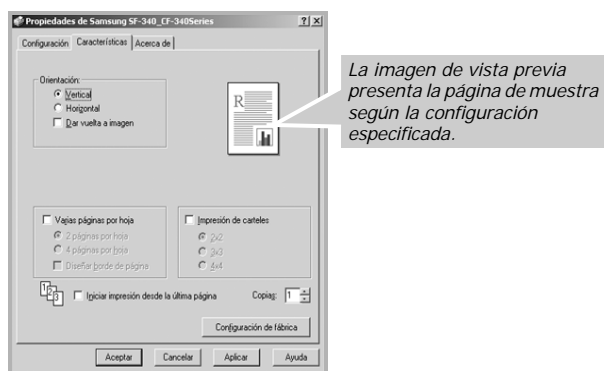 Propiedades de Samsung SF-340_CF-340Series
Configuración Características Acerca de
Orientación:
Vertical
Horizontal
Dar vuelta a imagen
R
La imagen de vista previa
presenta la página de muestra
según la configuración
especificada.
Varias páginas por hoja
2 páginas por hoja
4 páginas por hoja
Diseñar borde de página
Impresión de carteles
2x2
3x3
4x4
1 2 3
Iniciar impresión desde la última página
Copias: 1
Configuración de fábrica
Aceptar Cancelar Aplicar Ayuda